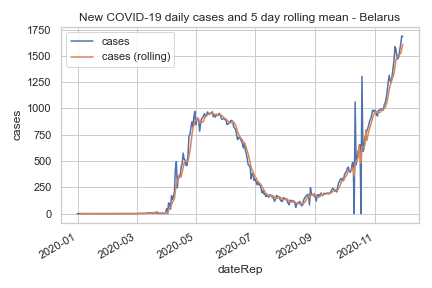 New COVID-19 daily cases and 5 day rolling mean - Belarus
cases
cases (rolling)
1750
1500
1250
1000
750
500
250
0
cases
2020-01
2020-03
2020-05
2020-07
2020-09
2020-11
dateRep